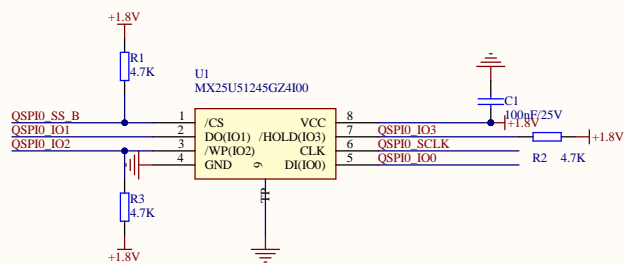 +1.8V
R1
4.7K
U1
MX25U51245GZ4I00
QSPI0_SS_B
QSPI0_IO1
QSPI0_IO2
1
2
3
4
/CS
DO(IO1)
/WP(IO2)
GND
VCC
/HOLD(IO3)
CLK
DI(IO0)
9
TP
8
7
6
5
QSPI0_IO3
QSPI0_SCLK
QSPI0_IO0
C1
100nF/25V
+1.8V
R2
4.7K
+1.8V
R3
4.7K
+1.8V